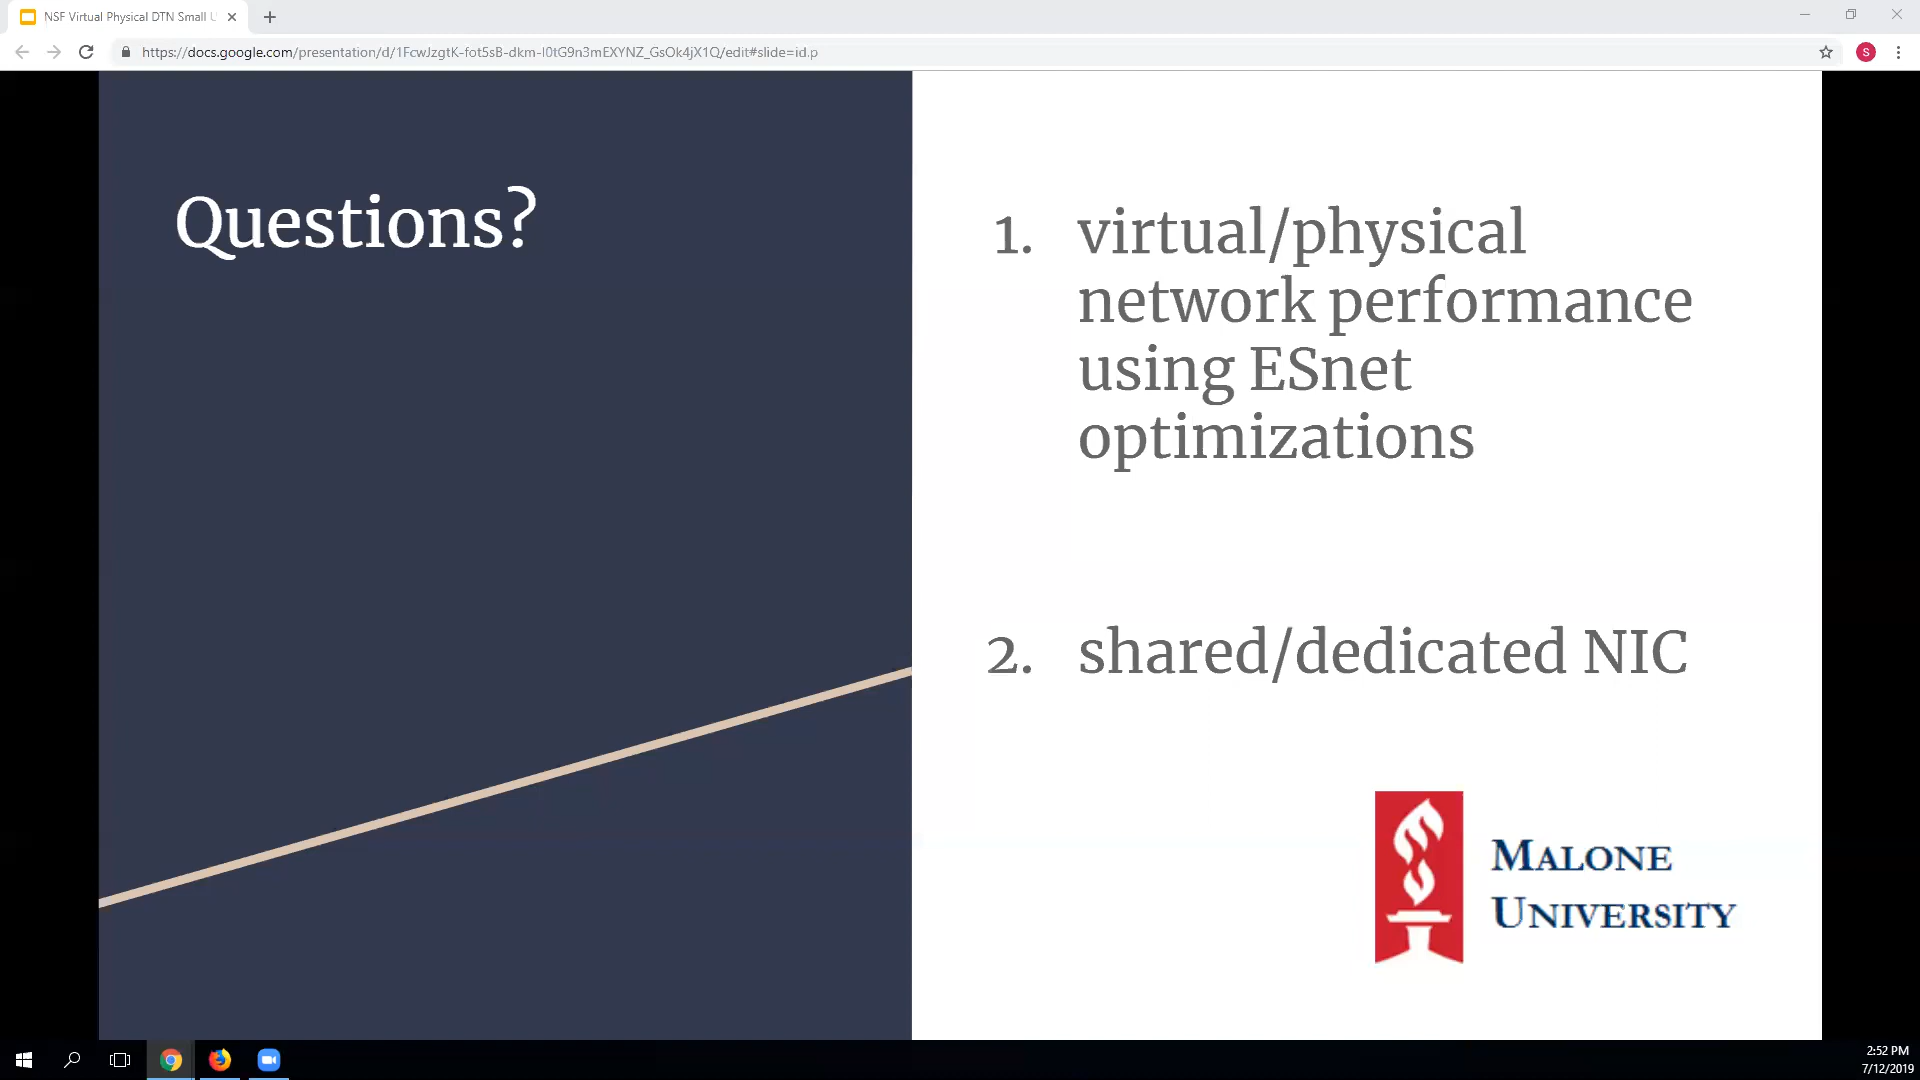 NSF Virtual Physical DTN Small U
https://docs.google.com/presentation/d/1FcwJzgtK-fot5sB-dkm-l0tG9n3mEXYNZ_GsOk4jX1Q/edit#slide=id.p
S
Questions?
1. virtual/physical
network performance
using ESnet
optimizations
2. shared/dedicated NIC
MALONE
UNIVERSITY
2:52 PM
7/12/2019